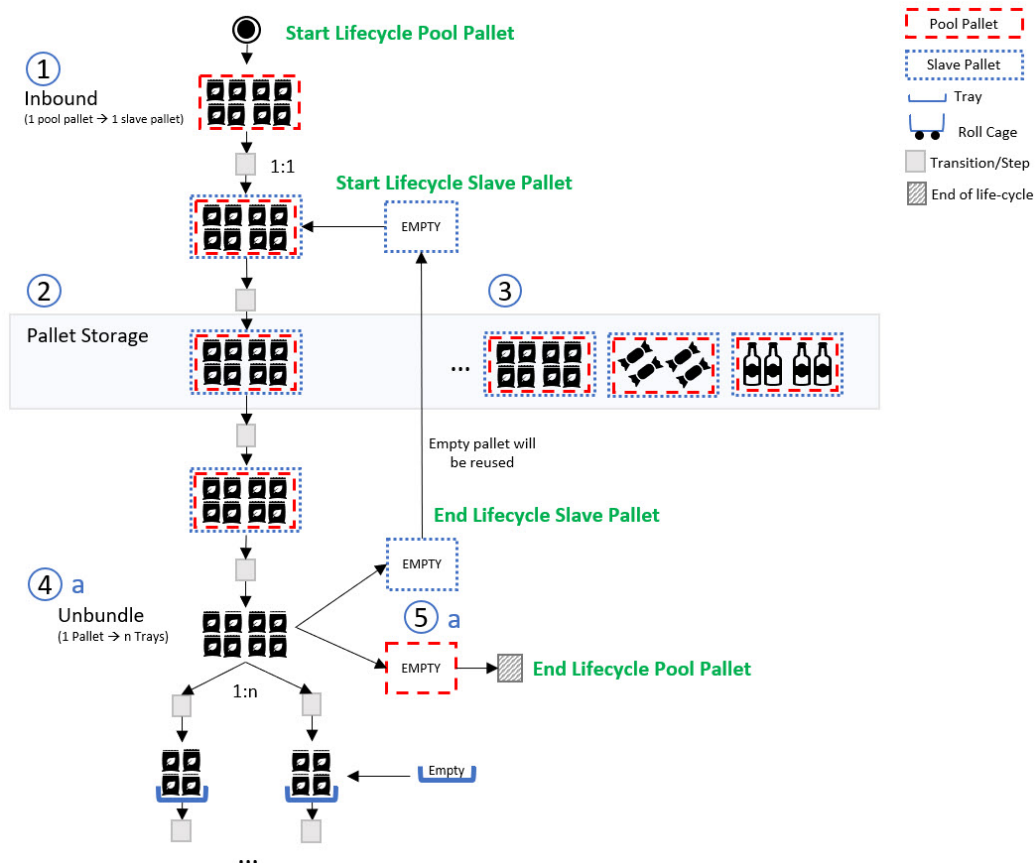 Start Lifecycle Pool Pallet
1
Inbound
(1 pool pallet → 1 slave pallet)
1:1
Start Lifecycle Slave Pallet
EMPTY
2
3
Pallet Storage
...
Empty pallet will
be reused
End Lifecycle Slave Pallet
EMPTY
4 a
Unbundle
(1 Pallet → n Trays)
5 a
EMPTY
End Lifecycle Pool Pallet
1:n
Empty
...
Pool Pallet
Slave Pallet
Tray
Roll Cage
Transition/Step
End of life-cycle